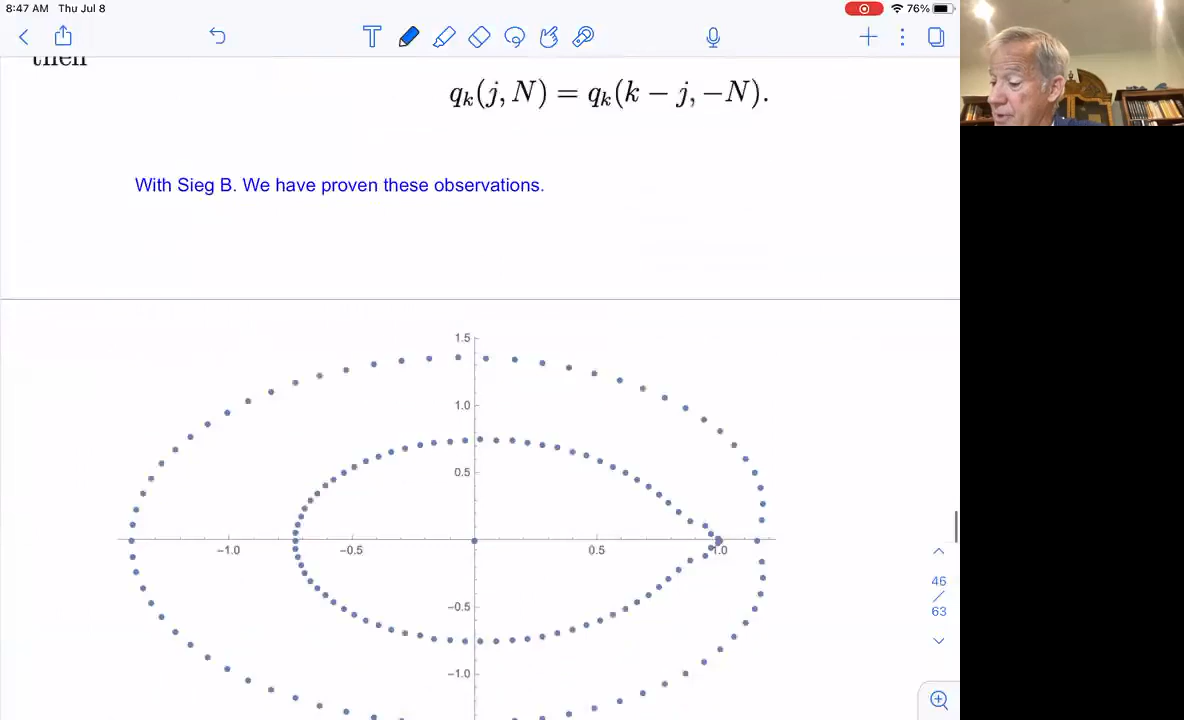 8:47 AM Thu Jul 8
76%
then
q_k(j, N) = q_k(k − j, −N).
With Sieg B. We have proven these observations.
1.5
1.0
0.5
−1.0 −0.5 0.5 1.0
−0.5
−1.0
46
63